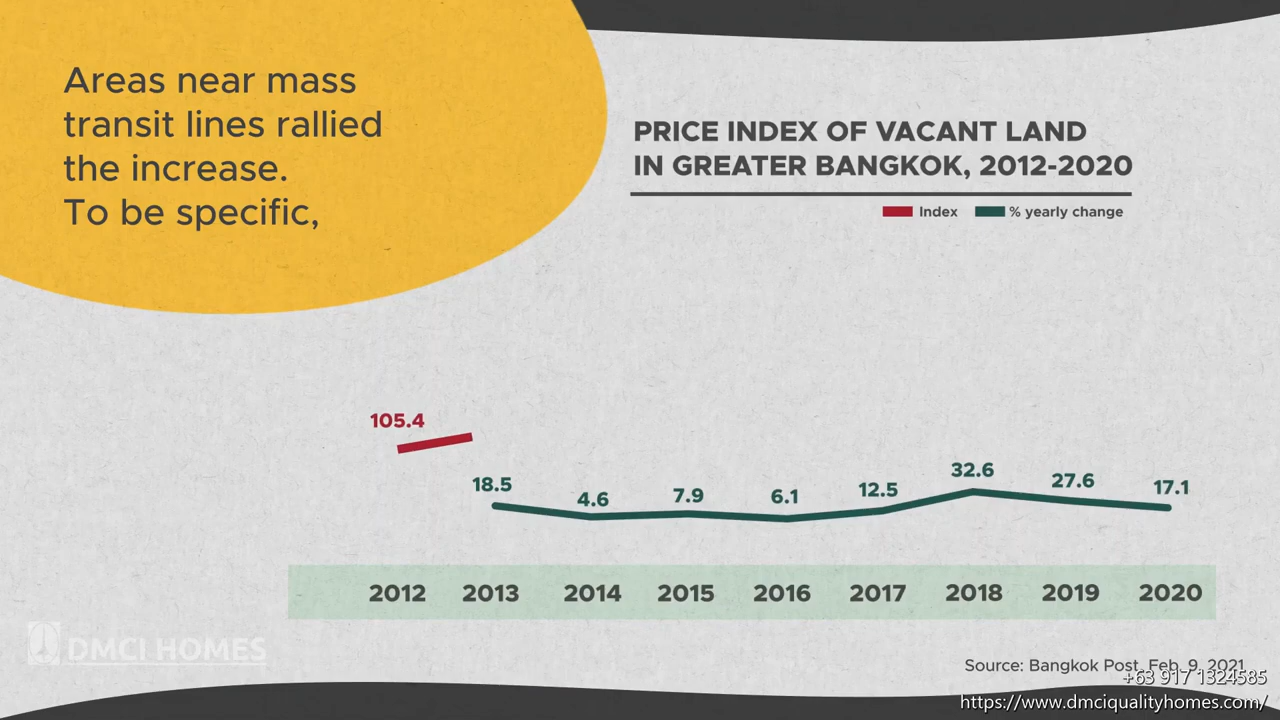 Areas near mass
transit lines rallied
the increase.
To be specific,
PRICE INDEX OF VACANT LAND
IN GREATER BANGKOK, 2012-2020
Index % yearly change
105.4
18.5 4.6 7.9 6.1 12.5 32.6 27.6 17.1
2012 2013 2014 2015 2016 2017 2018 2019 2020
DMCI HOMES
Source: Bangkok Post, Feb. 9, 2021
+63 917 1324585
https://www.dmciqualityhomes.com/